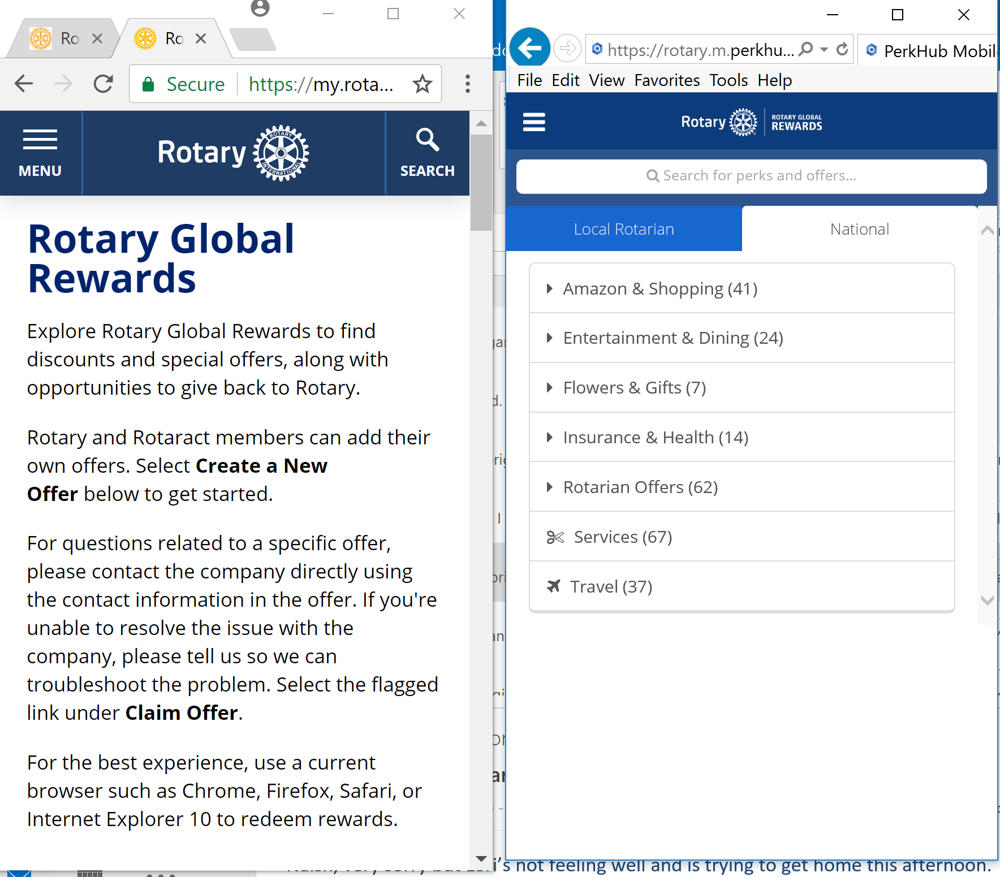 Ro
Ro
Secure
https://my.rota...
MENU
Rotary
ROTARY
INTERNATIONAL
SEARCH
Rotary Global
Rewards
Explore Rotary Global Rewards to find
discounts and special offers, along with
opportunities to give back to Rotary.
Rotary and Rotaract members can add their
own offers. Select Create a New
Offer below to get started.
For questions related to a specific offer,
please contact the company directly using
the contact information in the offer. If you're
unable to resolve the issue with the
company, please tell us so we can
troubleshoot the problem. Select the flagged
link under Claim Offer.
For the best experience, use a current
browser such as Chrome, Firefox, Safari, or
Internet Explorer 10 to redeem rewards.
https://rotary.m.perkhu...
PerkHub Mobil
File Edit View Favorites Tools Help
Rotary
ROTARY GLOBAL
REWARDS
Search for perks and offers...
Local Rotarian
National
Amazon & Shopping (41)
Entertainment & Dining (24)
Flowers & Gifts (7)
Insurance & Health (14)
Rotarian Offers (62)
Services (67)
Travel (37)
very sorry but not feeling well and is trying to get home this afternoon.